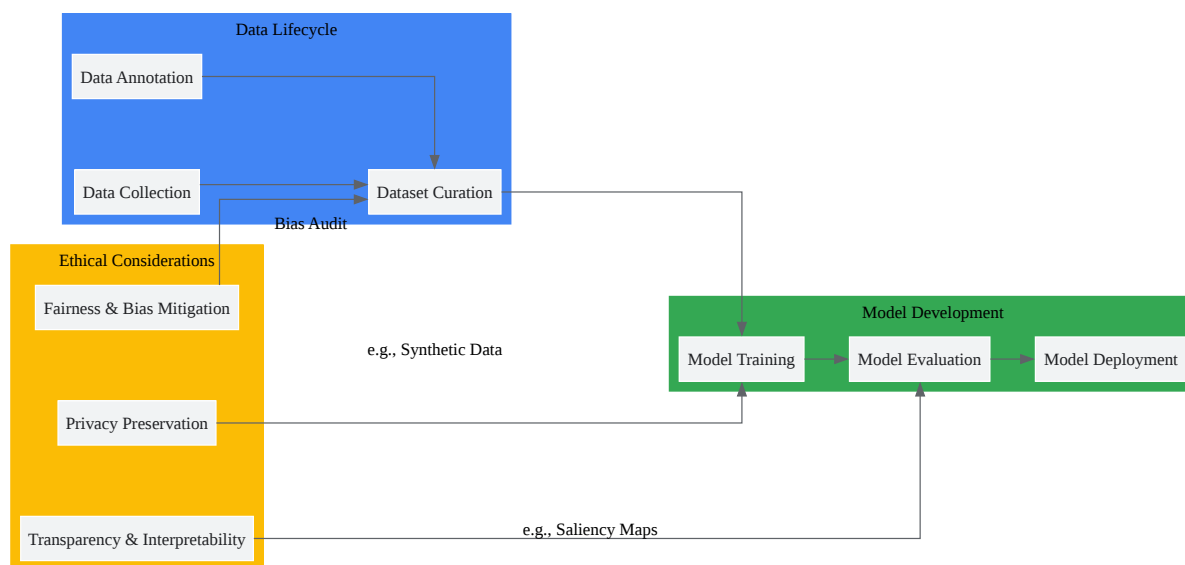 Data Lifecycle
Data Annotation
Data Collection
Dataset Curation
Bias Audit
Ethical Considerations
Fairness & Bias Mitigation
e.g., Synthetic Data
Privacy Preservation
e.g., Saliency Maps
Transparency & Interpretability
Model Development
Model Training
Model Evaluation
Model Deployment